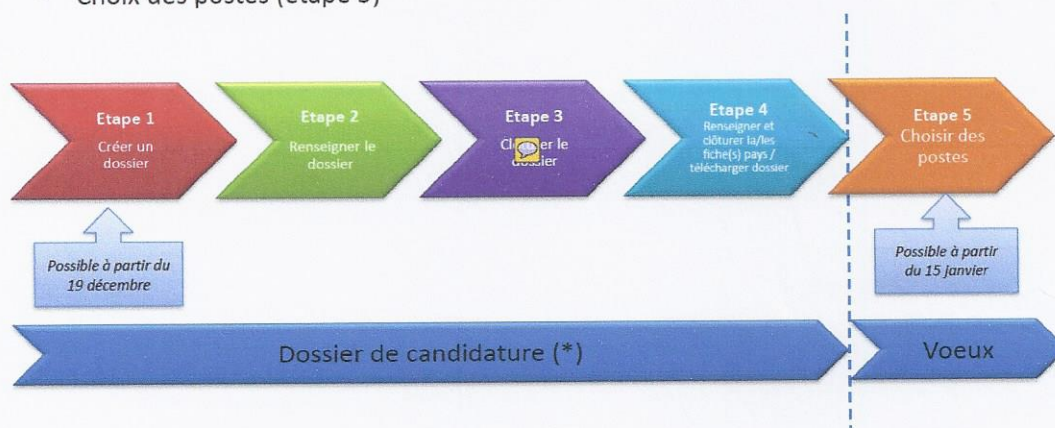 Choix des postes (étape 5)
Etape 1
Créer un
dossier
Etape 2
Renseigner le
dossier
Etape 3
er le
dossier
Etape 4
Renseigner et
clôturer la/les
fiche(s) pays /
télécharger dossier
Etape 5
Choisir des
postes
Possible à partir du
19 décembre
Possible à partir
du 15 janvier
Dossier de candidature (*)
Voeux